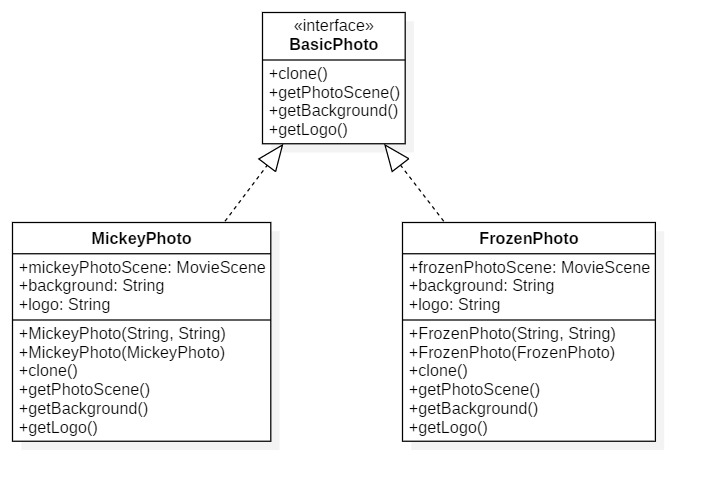 «interface»
BasicPhoto
+clone()
+getPhotoScene()
+getBackground()
+getLogo()
MickeyPhoto
+mickeyPhotoScene: MovieScene
+background: String
+logo: String
+MickeyPhoto(String, String)
+MickeyPhoto(MickeyPhoto)
+clone()
+getPhotoScene()
+getBackground()
+getLogo()
FrozenPhoto
+frozenPhotoScene: MovieScene
+background: String
+logo: String
+FrozenPhoto(String, String)
+FrozenPhoto(FrozenPhoto)
+clone()
+getPhotoScene()
+getBackground()
+getLogo()